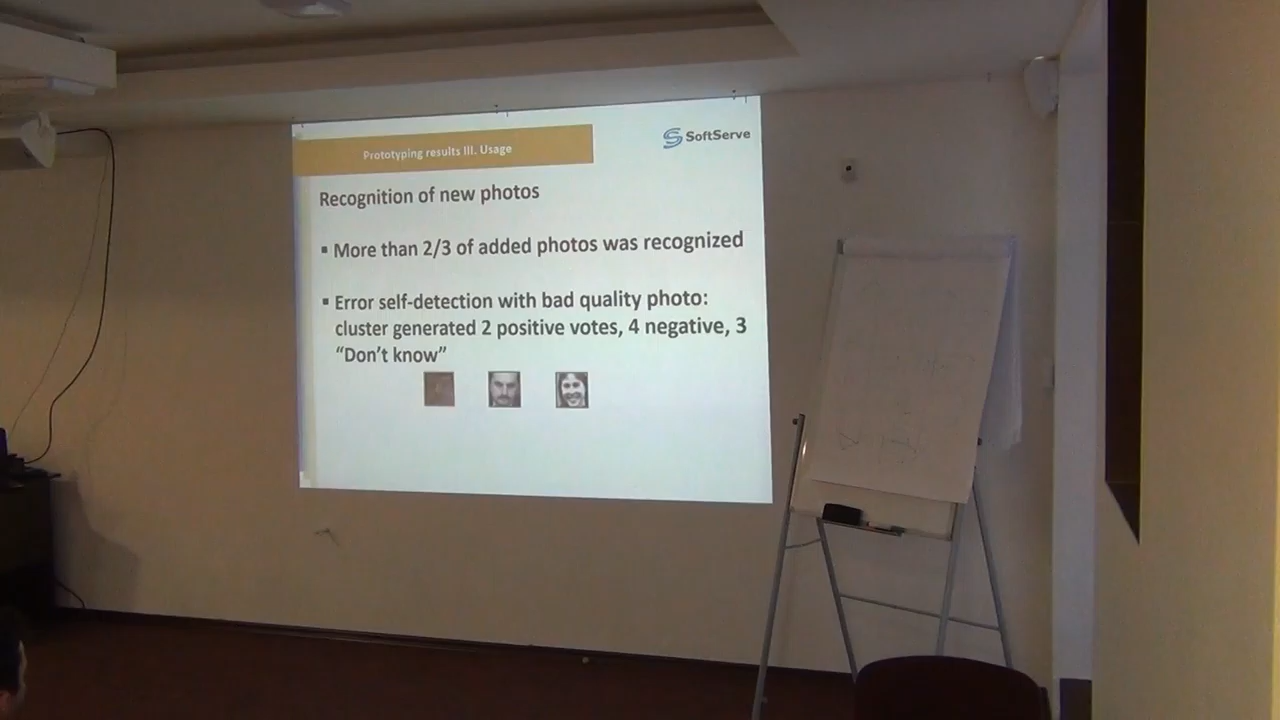 Prototyping results III. Usage
SoftServe
Recognition of new photos
▪ More than 2/3 of added photos was recognized
▪ Error self-detection with bad quality photo:
cluster generated 2 positive votes, 4 negative, 3
“Don’t know”